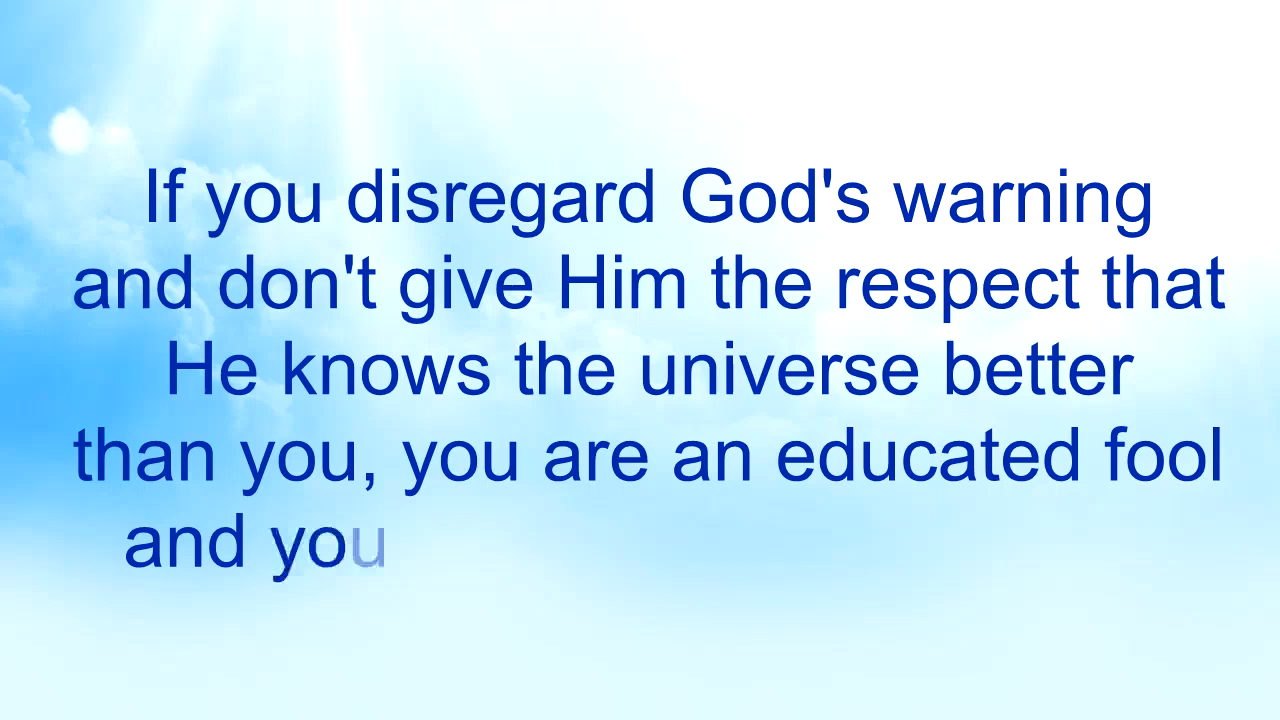 If you disregard God's warning
and don't give Him the respect that
He knows the universe better
than you, you are an educated fool
and you